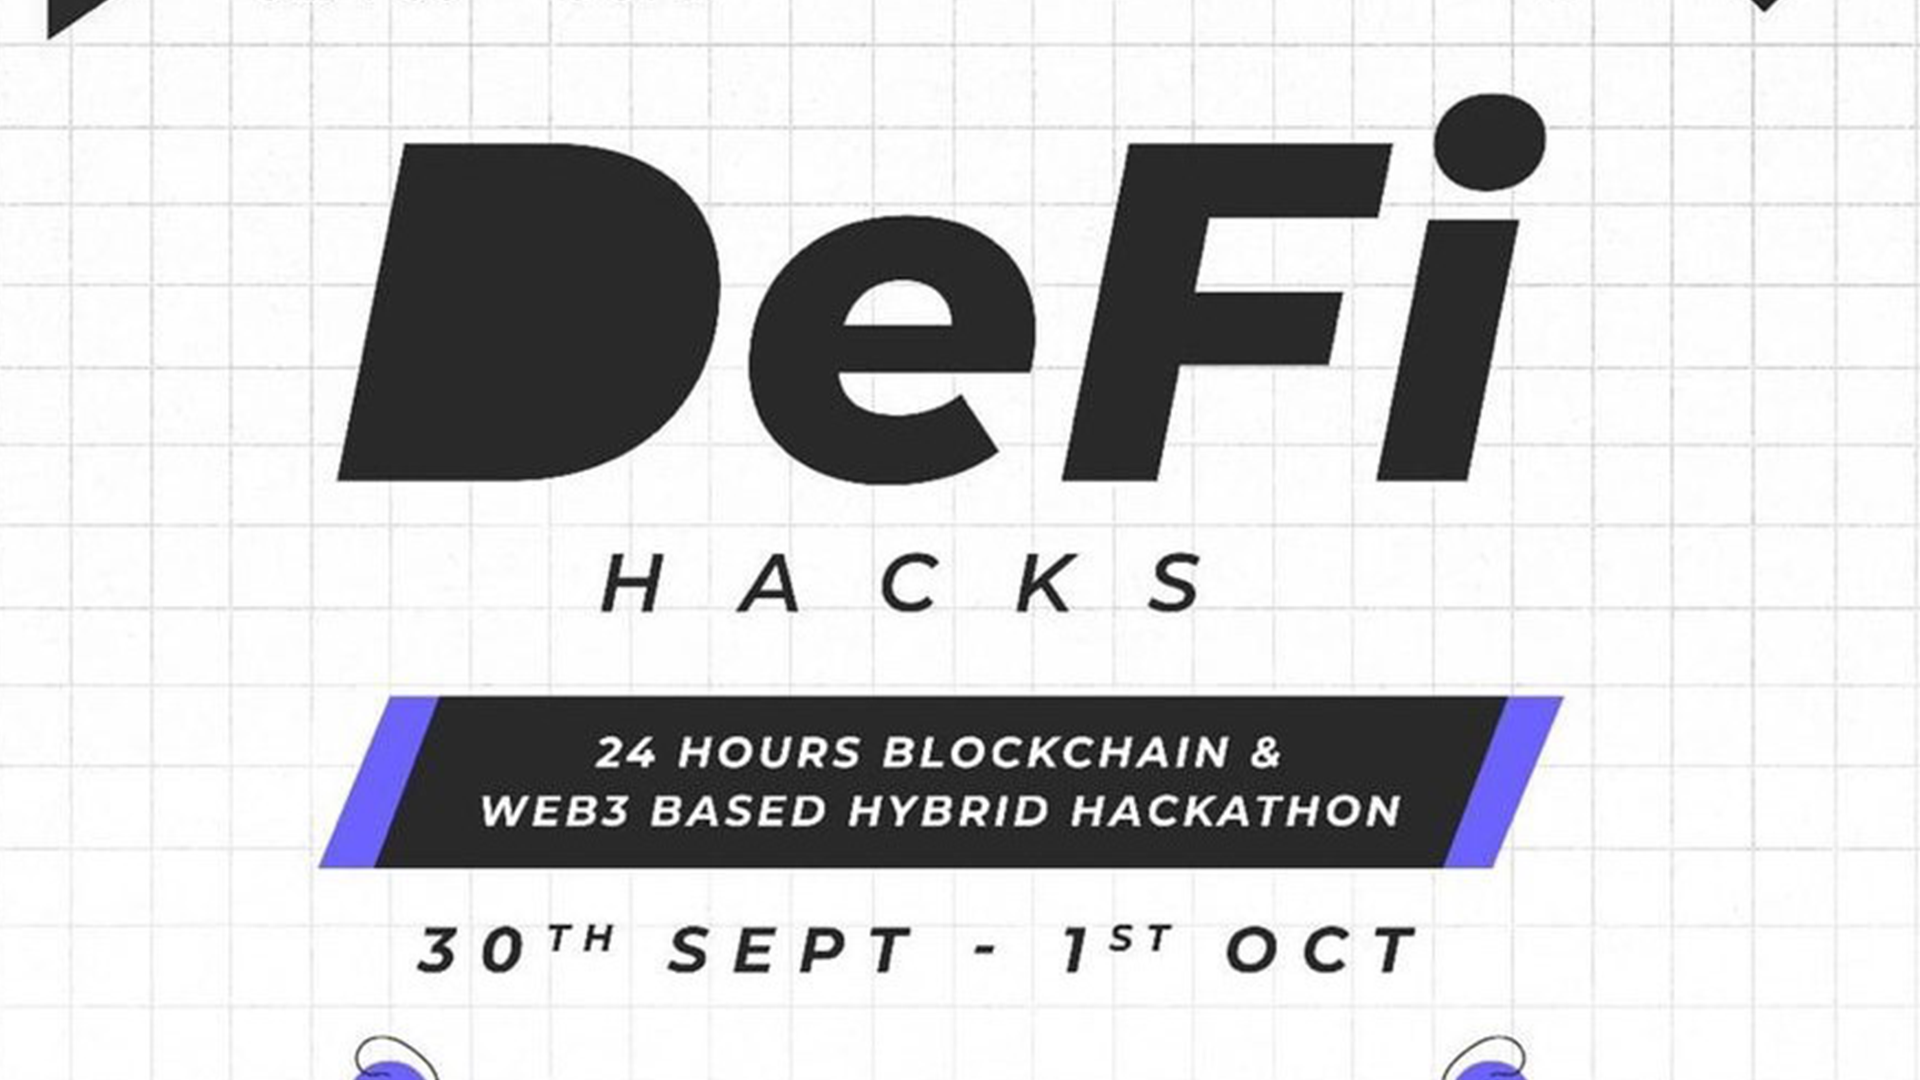 DeFi
HACKS
24 HOURS BLOCKCHAIN &
WEB3 BASED HYBRID HACKATHON
30TH SEPT - 1ST OCT